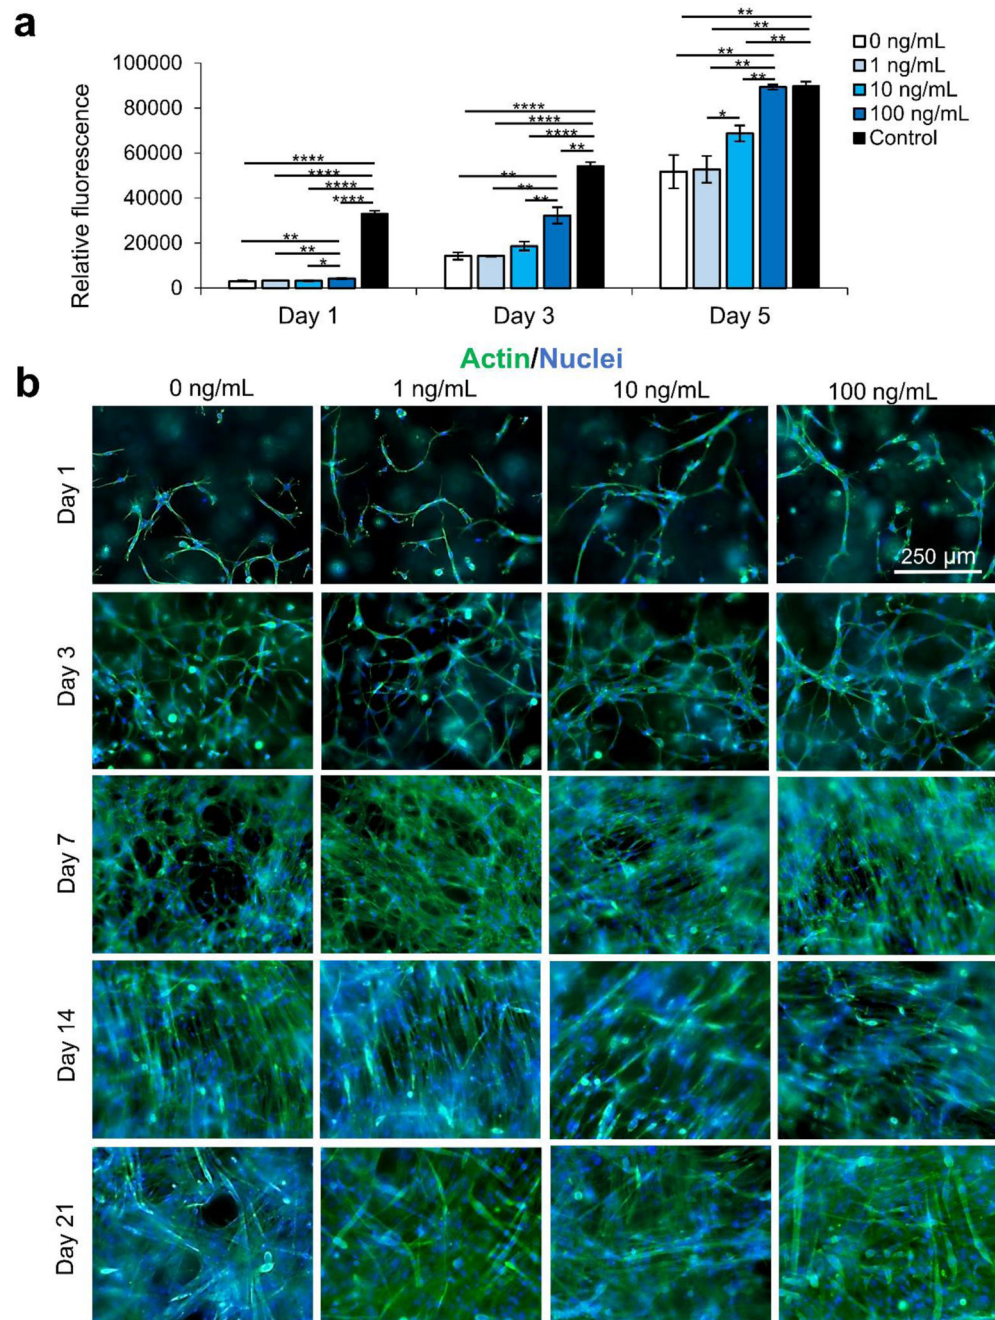 a
Relative fluorescence
100000
80000
60000
40000
20000
0
****
****
****
****
**
**
*
****
****
****
**
**
**
**
**
**
**
**
**
**
*
Day 1
Day 3
Day 5
0 ng/mL
1 ng/mL
10 ng/mL
100 ng/mL
Control
Actin/Nuclei
b
0 ng/mL 1 ng/mL 10 ng/mL 100 ng/mL
Day 1
250 µm
Day 3
Day 7
Day 14
Day 21